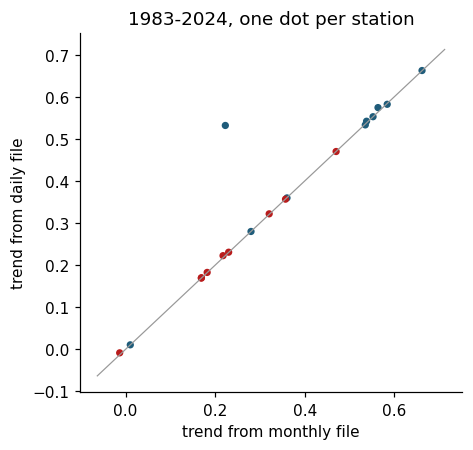 1983-2024, one dot per station
trend from daily file
0.7
0.6
0.5
0.4
0.3
0.2
0.1
0.0
−0.1
0.0 0.2 0.4 0.6
trend from monthly file